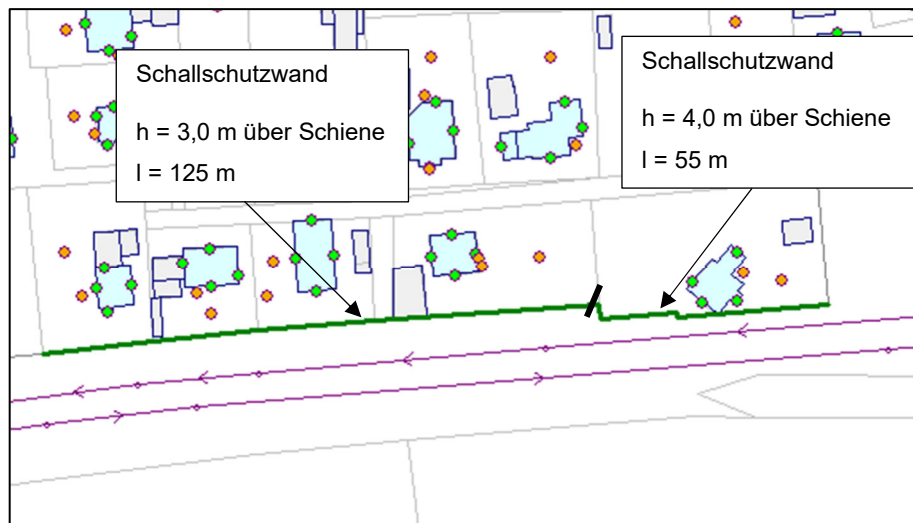 Schallschutzwand
h = 3,0 m über Schiene
l = 125 m
Schallschutzwand
h = 4,0 m über Schiene
l = 55 m